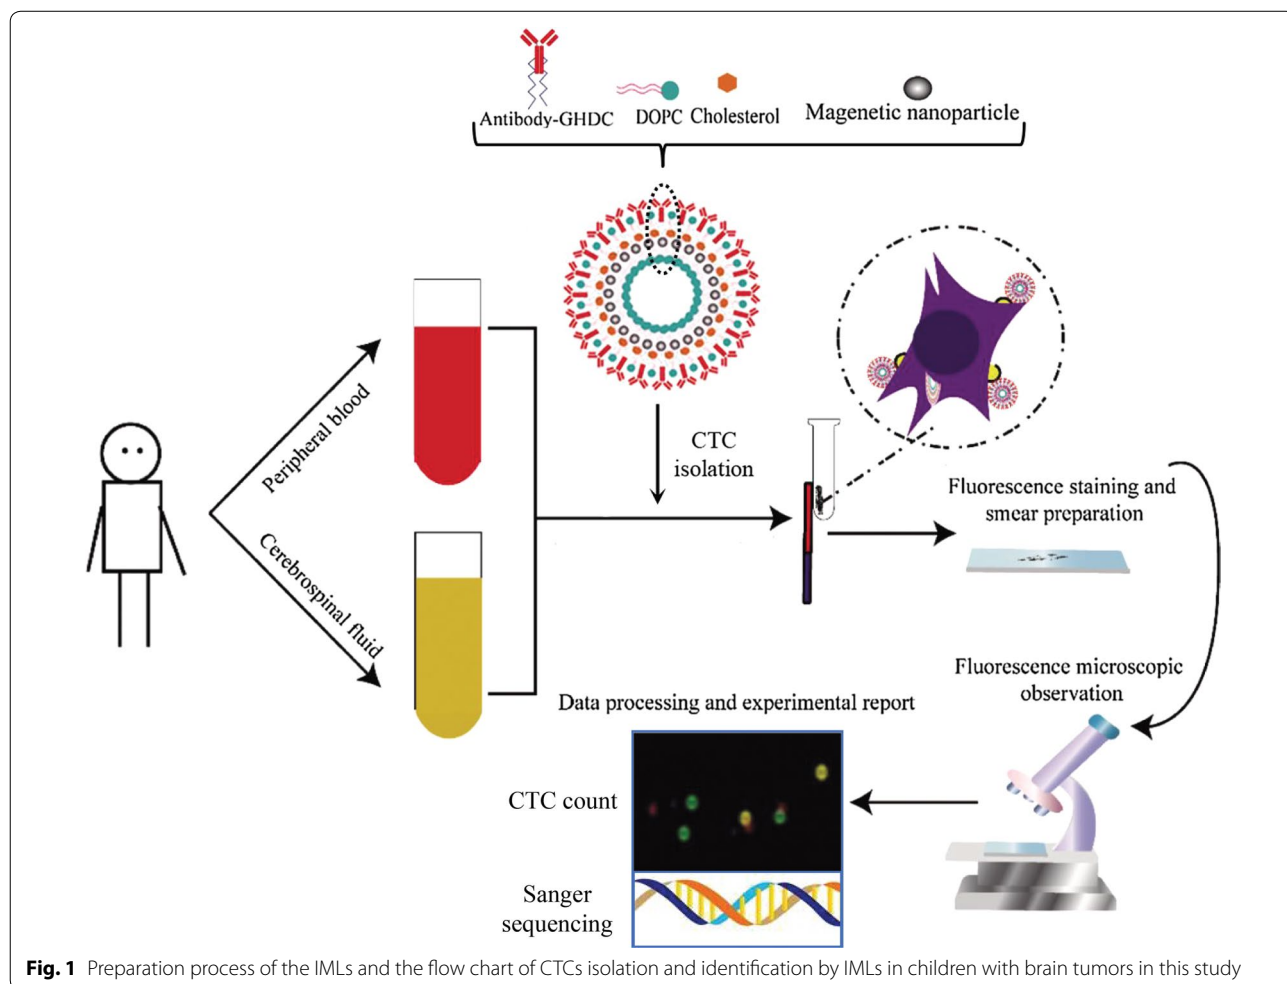 Antibody-GHDC DOPC Cholesterol Magenetic nanoparticle
Peripheral blood
Cerebrospinal fluid
CTC
isolation
Fluorescence staining and
smear preparation
Fluorescence microscopic
observation
Data processing and experimental report
CTC count
Sanger
sequencing
Fig. 1 Preparation process of the IMLs and the flow chart of CTCs isolation and identification by IMLs in children with brain tumors in this study